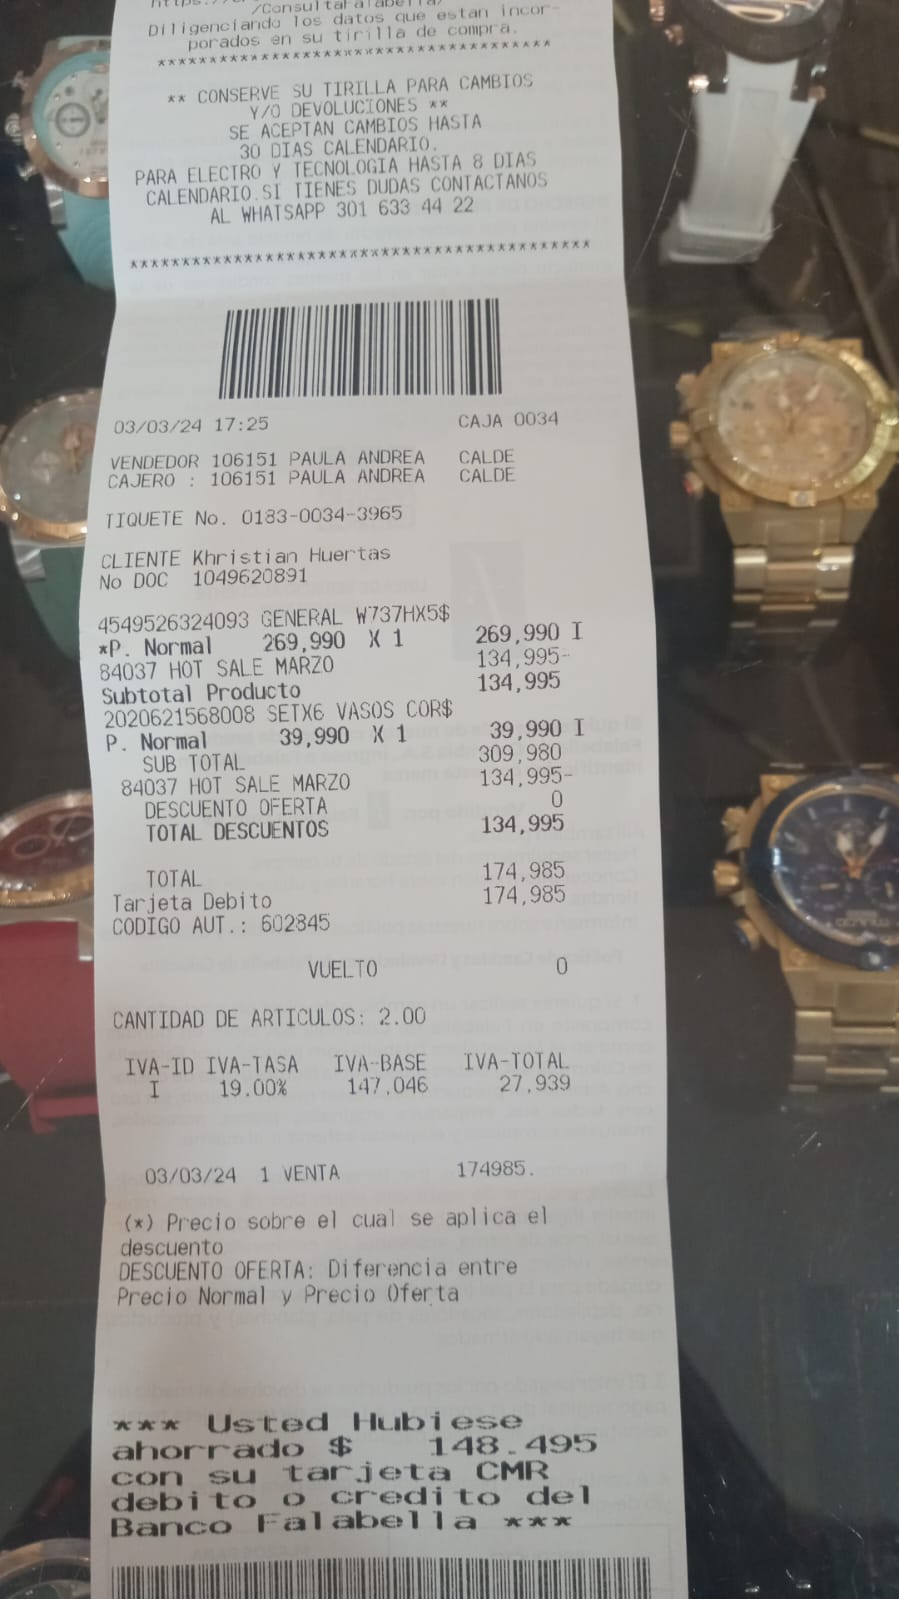 /ConsultaFalabella/
Diligenciando los datos que estan incor-
porados en su tirilla de compra.
****************************************
** CONSERVE SU TIRILLA PARA CAMBIOS
Y/O DEVOLUCIONES **
SE ACEPTAN CAMBIOS HASTA
30 DIAS CALENDARIO.
PARA ELECTRO Y TECNOLOGIA HASTA 8 DIAS
CALENDARIO.SI TIENES DUDAS CONTACTANOS
AL WHATSAPP 301 633 44 22
****************************************
03/03/24 17:25 CAJA 0034
VENDEDOR 106151 PAULA ANDREA CALDE
CAJERO : 106151 PAULA ANDREA CALDE
TIQUETE No. 0183-0034-3965
CLIENTE Khristian Huertas
No DOC 1049620891
4549526324093 GENERAL W737HX5$
*P. Normal 269,990 X 1 269,990 I
84037 HOT SALE MARZO 134,995-
Subtotal Producto 134,995
2020621568008 SETX6 VASOS COR$
P. Normal 39,990 X 1 39,990 I
SUB TOTAL 309,980
84037 HOT SALE MARZO 134,995-
DESCUENTO OFERTA 0
TOTAL DESCUENTOS 134,995
TOTAL 174,985
Tarjeta Debito 174,985
CODIGO AUT.: 602845
VUELTO 0
CANTIDAD DE ARTICULOS: 2.00
IVA-ID IVA-TASA IVA-BASE IVA-TOTAL
I 19.00% 147.046 27,939
03/03/24 1 VENTA 174985.
(*) Precio sobre el cual se aplica el
descuento
DESCUENTO OFERTA: Diferencia entre
Precio Normal y Precio Oferta
*** Usted Hubiese
ahorrado $ 148.495
con su tarjeta CMR
debito o credito del
Banco Falabella ***